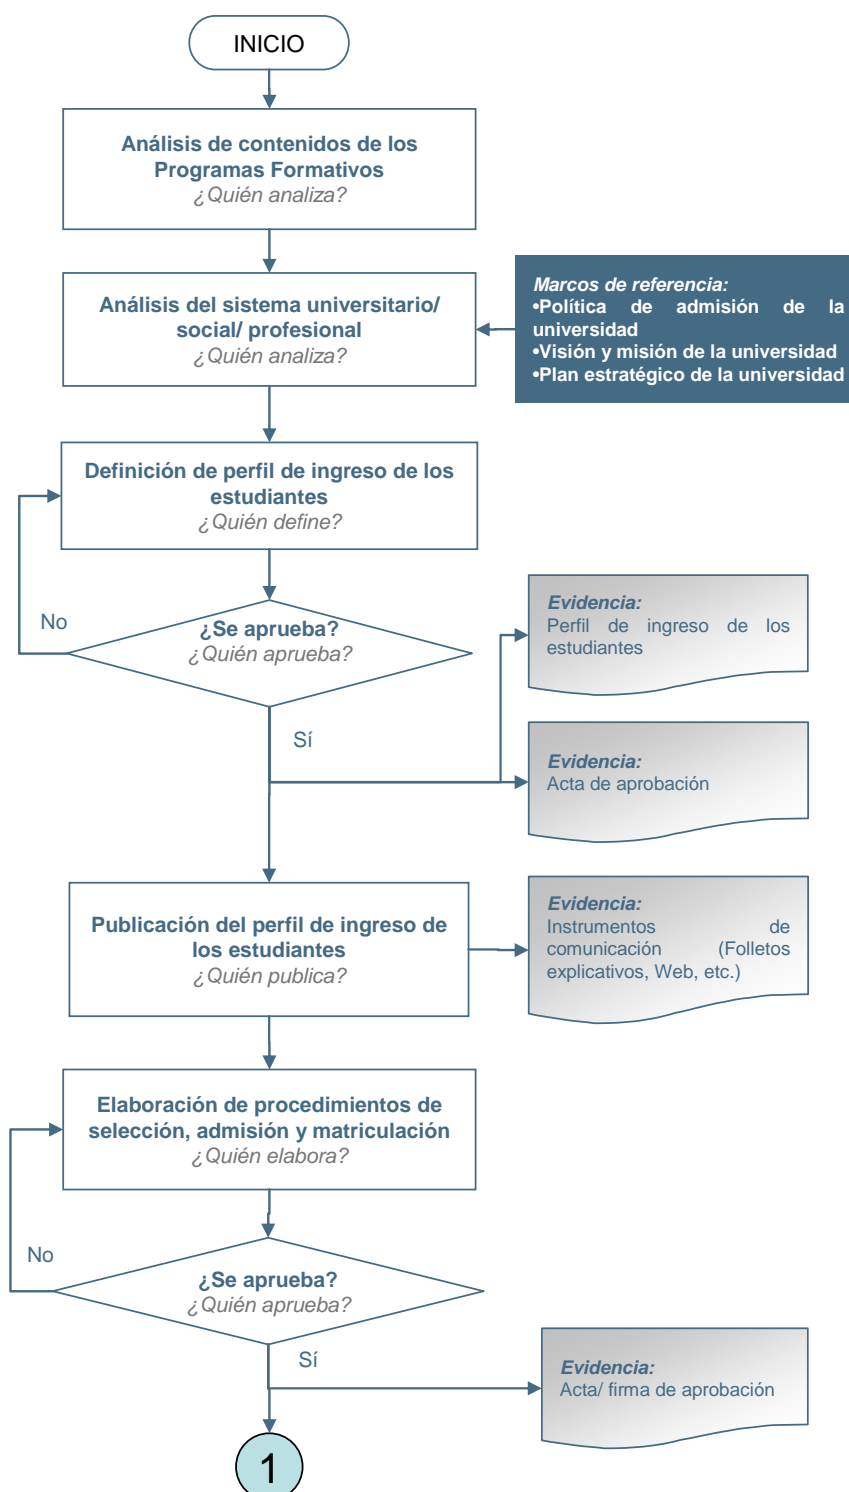 INICIO
Análisis de contenidos de los
Programas Formativos
¿Quién analiza?
Análisis del sistema universitario/
social/ profesional
¿Quién analiza?
Marcos de referencia:
•Política de admisión de la
universidad
•Visión y misión de la universidad
•Plan estratégico de la universidad
Definición de perfil de ingreso de los
estudiantes
¿Quién define?
No
¿Se aprueba?
¿Quién aprueba?
Evidencia:
Perfil de ingreso de los
estudiantes
Sí
Evidencia:
Acta de aprobación
Publicación del perfil de ingreso de
los estudiantes
¿Quién publica?
Evidencia:
Instrumentos de
comunicación (Folletos
explicativos, Web, etc.)
Elaboración de procedimientos de
selección, admisión y matriculación
¿Quién elabora?
No
¿Se aprueba?
¿Quién aprueba?
Sí
Evidencia:
Acta/ firma de aprobación
1